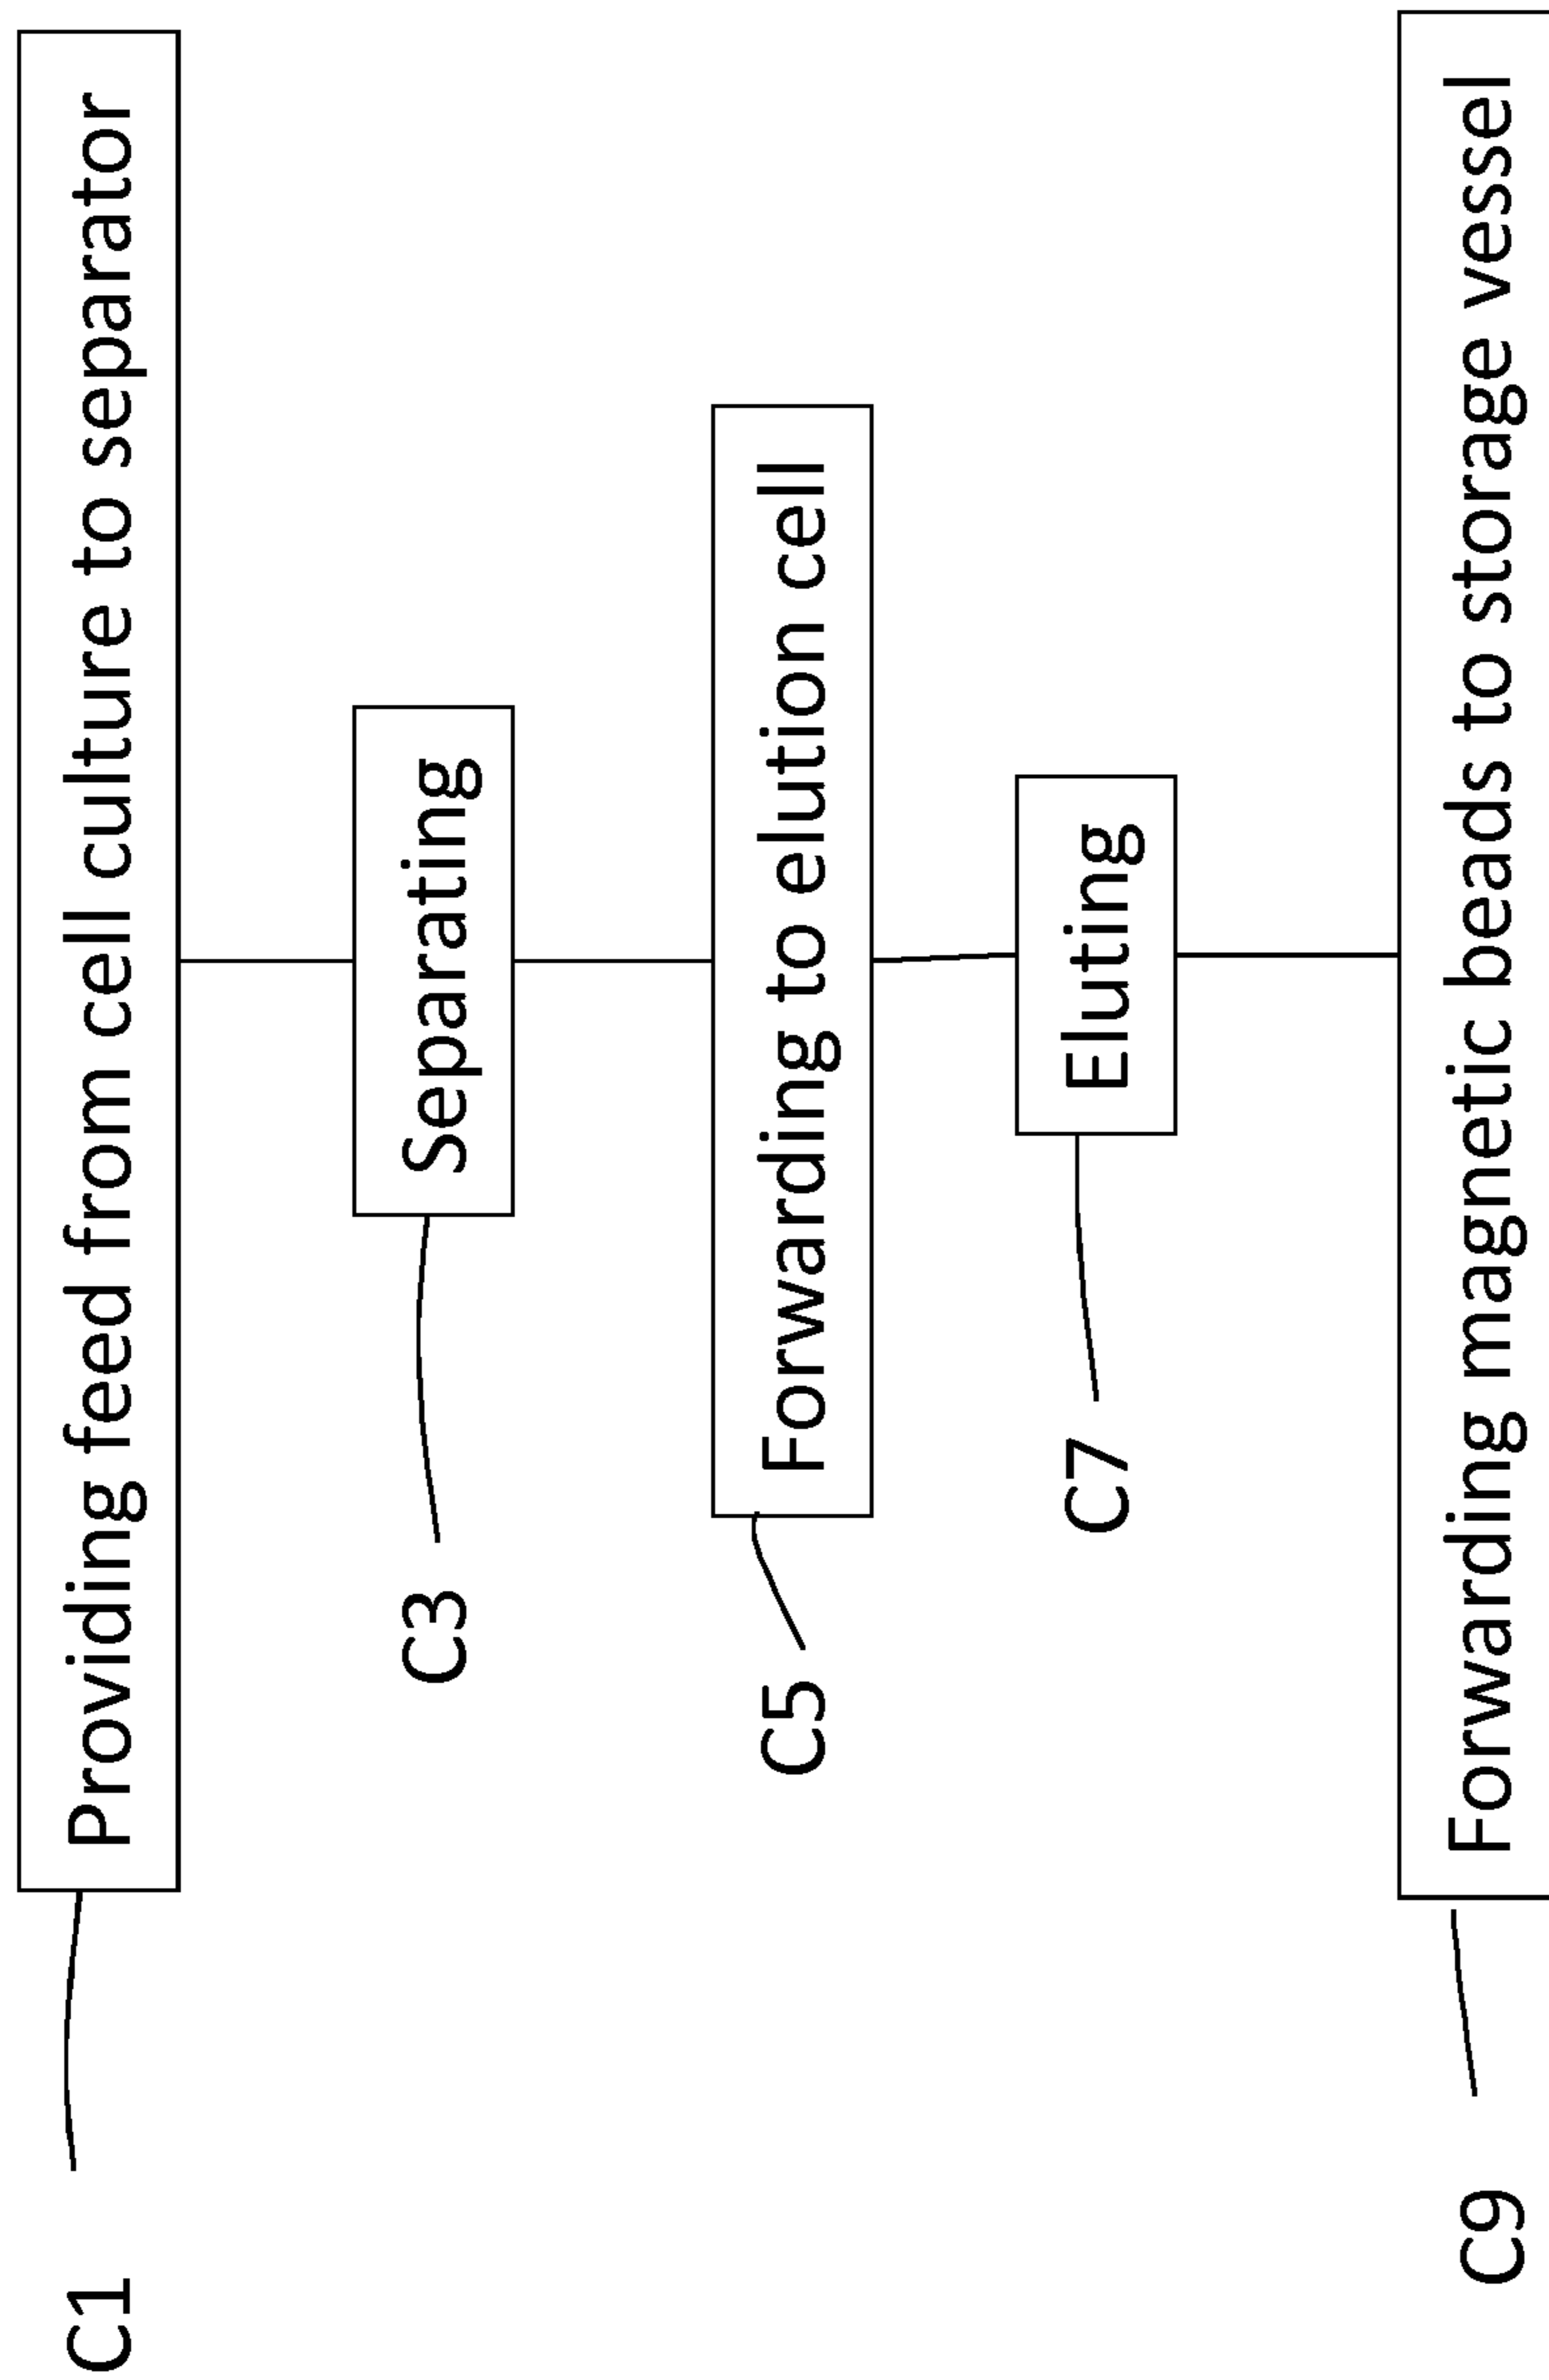 C1
Providing feed from cell culture to separator
C3
Separating
C5
Forwarding to elution cell
C7
Eluting
C9
Forwarding magnetic beads to storage vessel